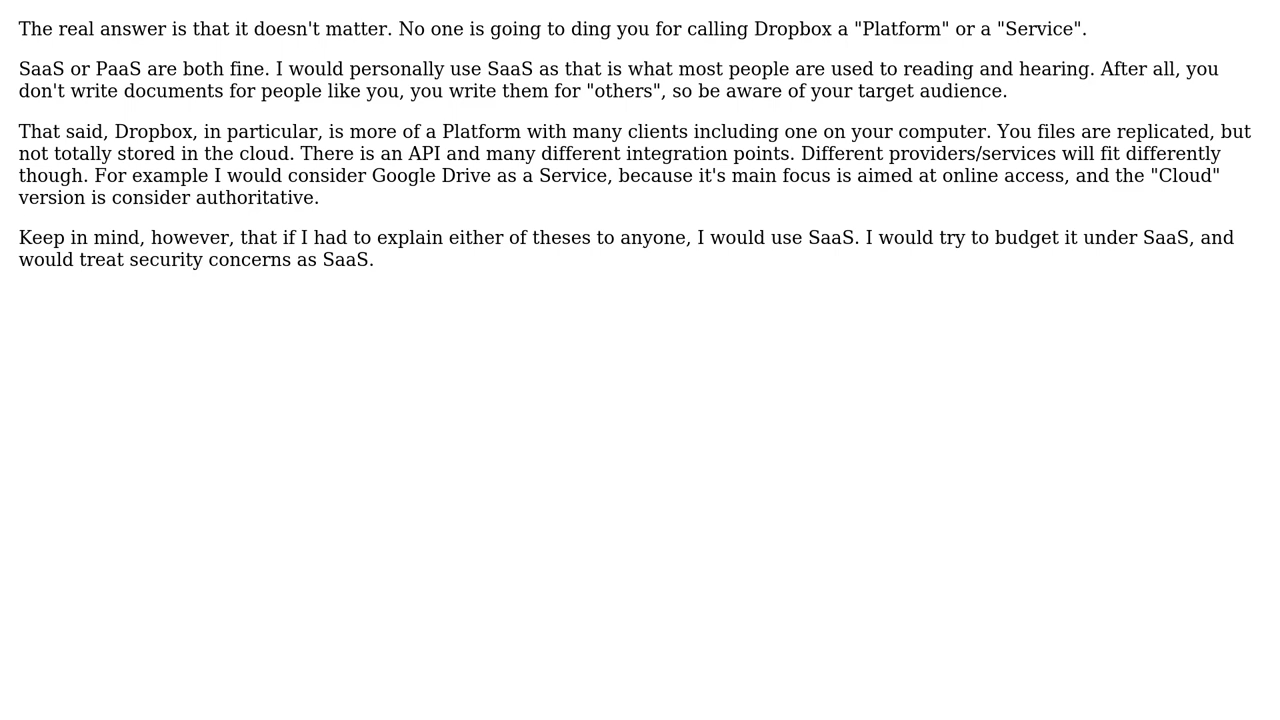 The real answer is that it doesn't matter. No one is going to ding you for calling Dropbox a "Platform" or a "Service".
SaaS or PaaS are both fine. I would personally use SaaS as that is what most people are used to reading and hearing. After all, you
don't write documents for people like you, you write them for "others", so be aware of your target audience.
That said, Dropbox, in particular, is more of a Platform with many clients including one on your computer. You files are replicated, but
not totally stored in the cloud. There is an API and many different integration points. Different providers/services will fit differently
though. For example I would consider Google Drive as a Service, because it's main focus is aimed at online access, and the "Cloud"
version is consider authoritative.
Keep in mind, however, that if I had to explain either of theses to anyone, I would use SaaS. I would try to budget it under SaaS, and
would treat security concerns as SaaS.